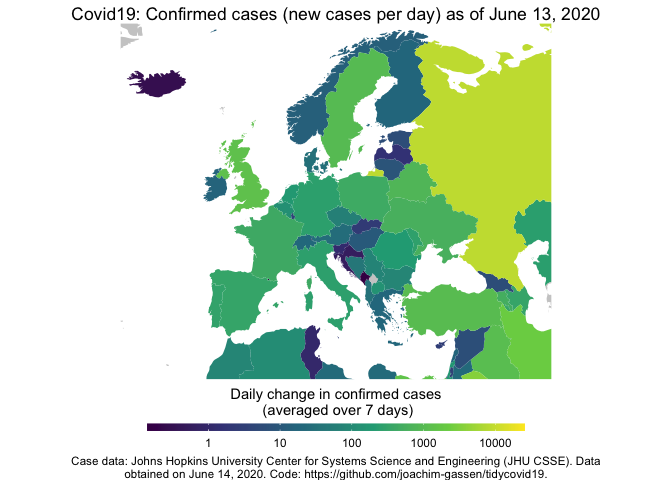 Covid19: Confirmed cases (new cases per day) as of June 13, 2020
Daily change in confirmed cases
(averaged over 7 days)
1 10 100 1000 10000
Case data: Johns Hopkins University Center for Systems Science and Engineering (JHU CSSE). Data
obtained on June 14, 2020. Code: https://github.com/joachim-gassen/tidycovid19.